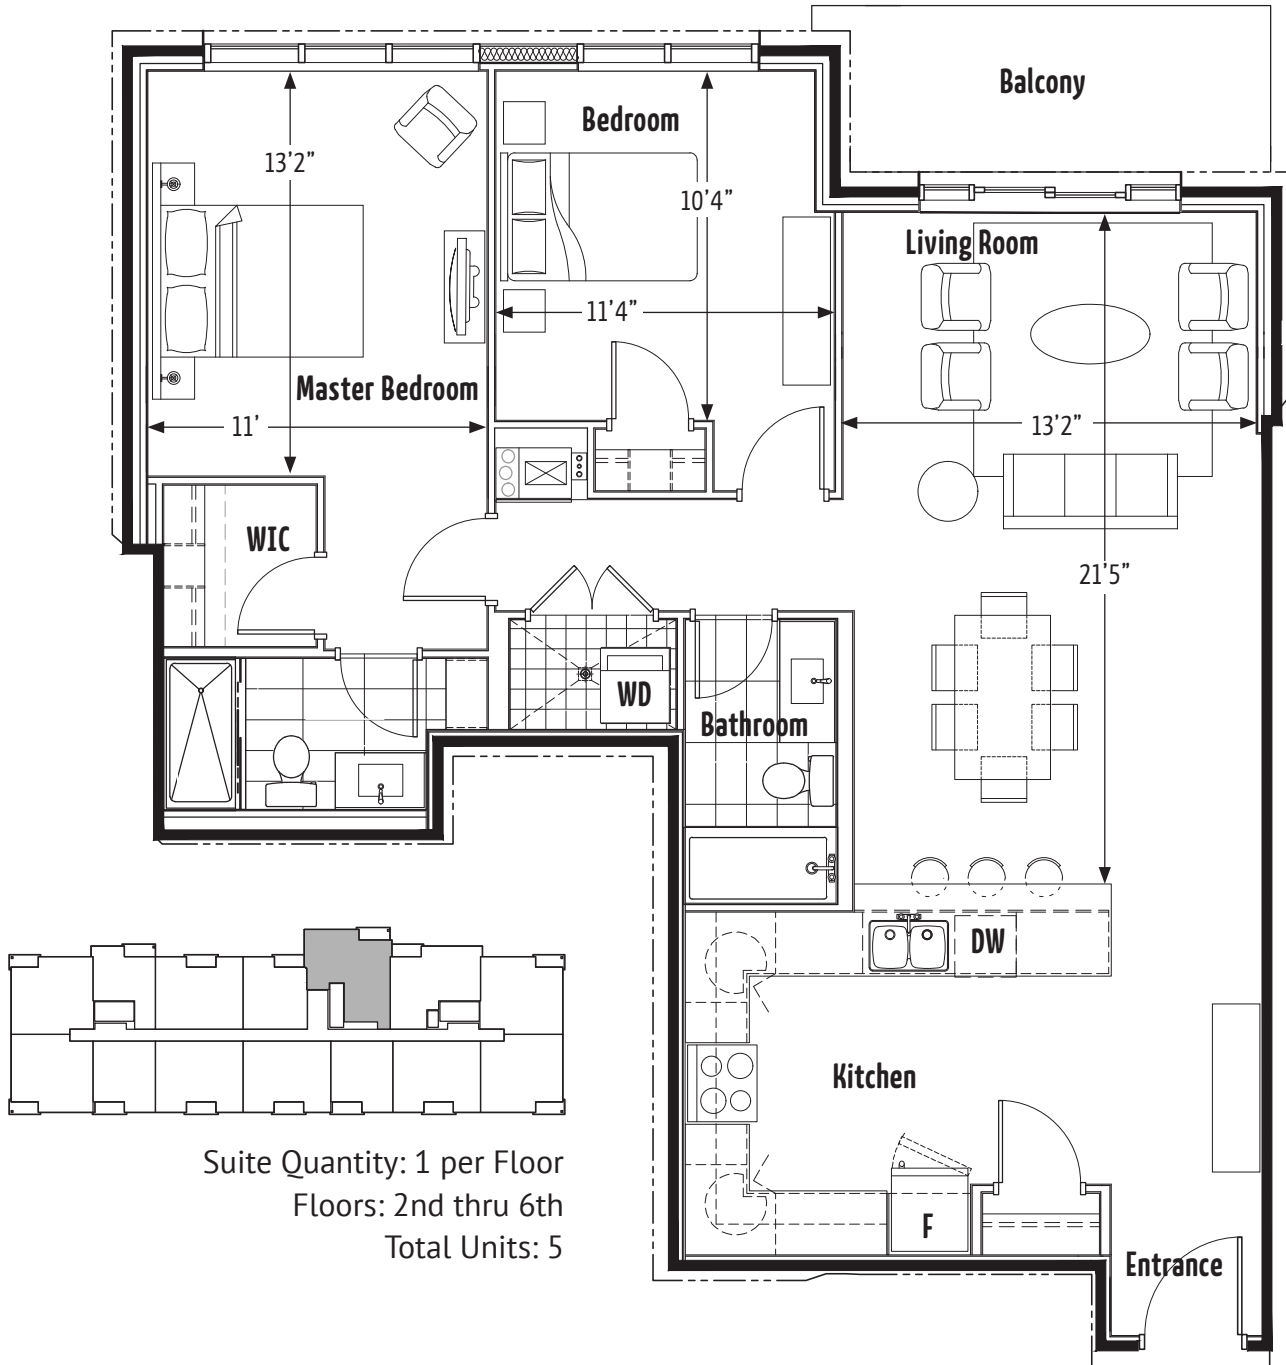 Balcony
Bedroom
13’2”
10’4”
Living Room
11’4”
Master Bedroom
11’
13’2”
WIC
21’5”
WD
Bathroom
DW
Kitchen
Suite Quantity: 1 per Floor
Floors: 2nd thru 6th
Total Units: 5
F
Entrance